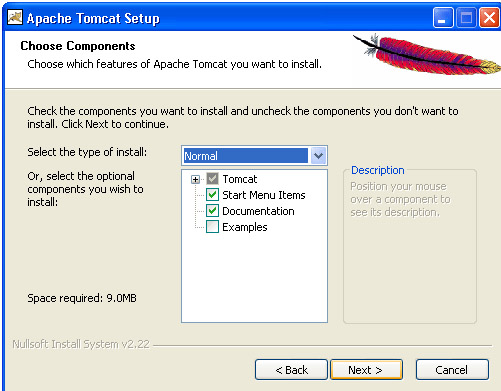 Apache Tomcat Setup
Choose Components
Choose which features of Apache Tomcat you want to install.
Check the components you want to install and uncheck the components you don't want to
install. Click Next to continue.
Select the type of install:
Normal
Or, select the optional
components you wish to
install:
Tomcat
Start Menu Items
Documentation
Examples
Description
Position your mouse
over a component to
see its description.
Space required: 9.0MB
Nullsoft Install System v2.22
< Back
Next >
Cancel